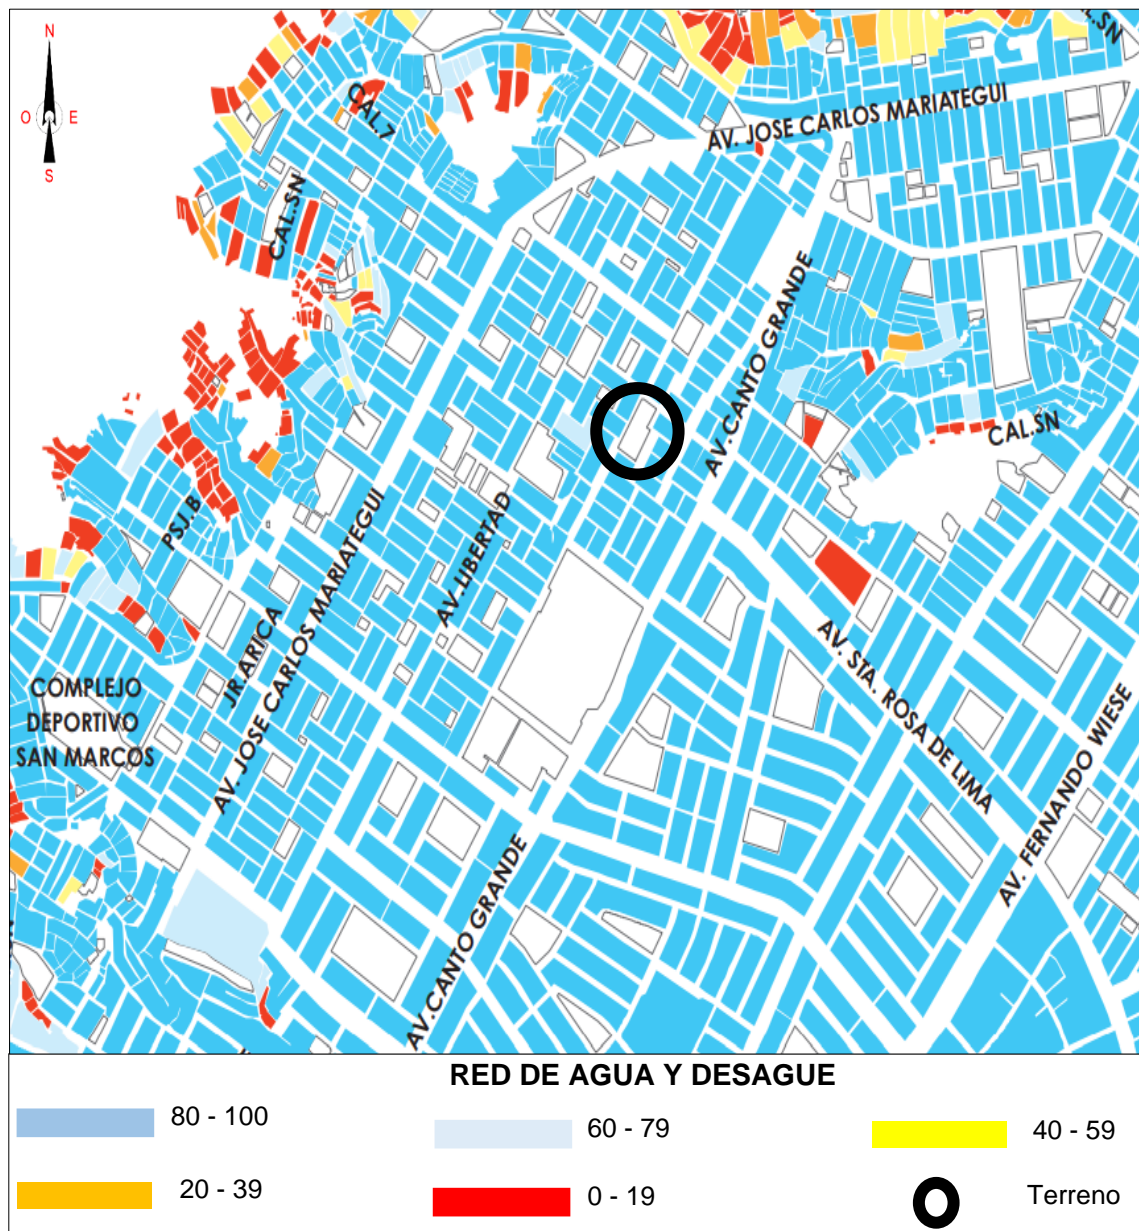 N
O E
S
CAL.SN
CAL.7
AV. JOSE CARLOS MARIATEGUI
CAL.SN
AV.CANTO GRANDE
CAL.SN
PSJ.B
AV.LIBERTAD
JR.ARICA
AV. JOSE CARLOS MARIATEGUI
COMPLEJO
DEPORTIVO
SAN MARCOS
AV. STA. ROSA DE LIMA
AV. FERNANDO WIESE
AV.CANTO GRANDE
RED DE AGUA Y DESAGUE
80 - 100
60 - 79
40 - 59
20 - 39
0 - 19
Terreno